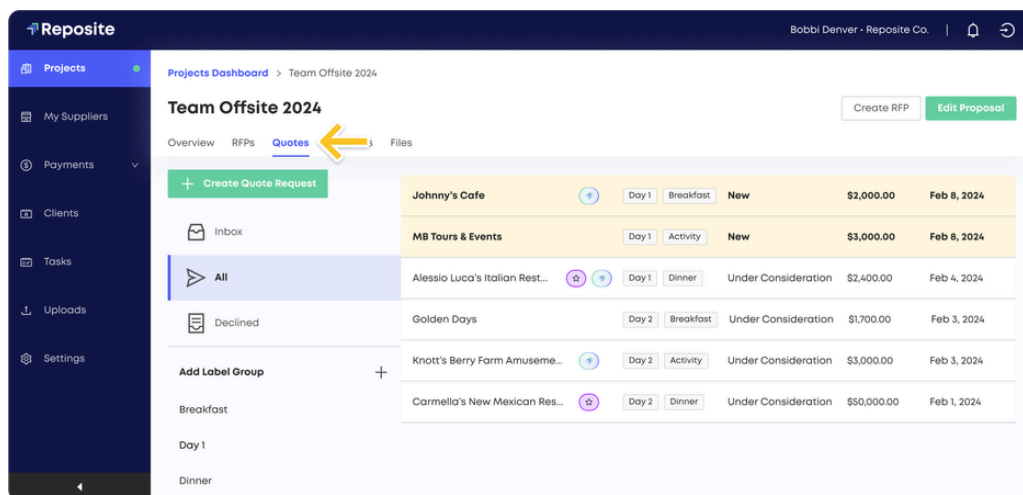 Reposite
Bobbi Denver · Reposite Co.
Projects
My Suppliers
Payments
Clients
Tasks
Uploads
Settings
Projects Dashboard > Team Offsite 2024
Team Offsite 2024
Create RFP
Edit Proposal
Overview RFPs Quotes Files
+ Create Quote Request
Inbox
All
Declined
Add Label Group +
Breakfast
Day 1
Dinner
Johnny's Cafe Day 1 Breakfast New $2,000.00 Feb 8, 2024
MB Tours & Events Day 1 Activity New $3,000.00 Feb 8, 2024
Alessio Luca's Italian Rest... Day 1 Dinner Under Consideration $2,400.00 Feb 4, 2024
Golden Days Day 2 Breakfast Under Consideration $1,700.00 Feb 3, 2024
Knott's Berry Farm Amuseme... Day 2 Activity Under Consideration $3,000.00 Feb 3, 2024
Carmella's New Mexican Res... Day 2 Dinner Under Consideration $50,000.00 Feb 1, 2024